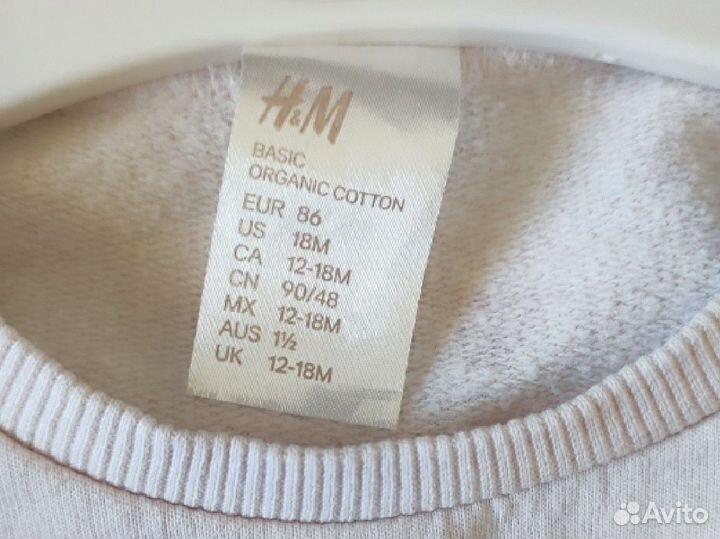 H&M
BASIC
ORGANIC COTTON
EUR 86
US 18M
CA 12-18M
CN 90/48
MX 12-18M
AUS 1½
UK 12-18M
Avito